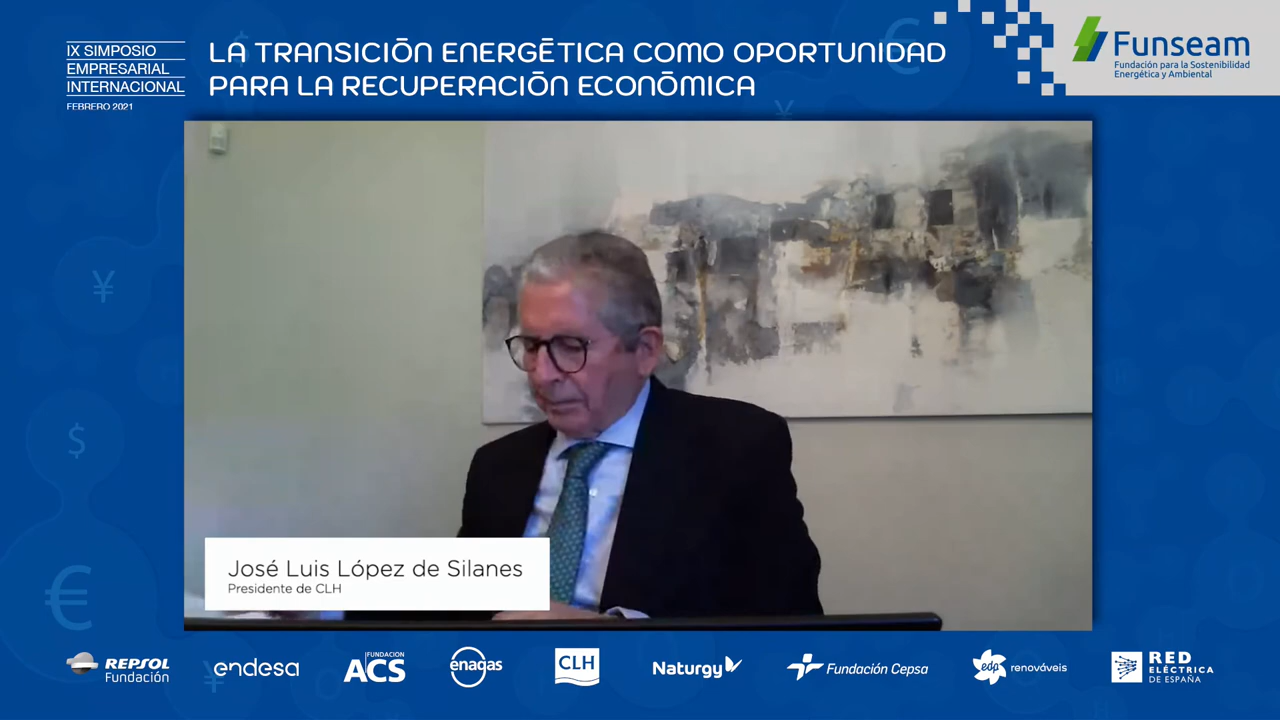 IX SIMPOSIO
EMPRESARIAL
INTERNACIONAL
FEBRERO 2021
LA TRANSICIÓN ENERGÉTICA COMO OPORTUNIDAD
PARA LA RECUPERACIÓN ECONÓMICA
Funseam
Fundación para la Sostenibilidad
Energética y Ambiental
José Luis López de Silanes
Presidente de CLH
REPSOL
Fundación
endesa
FUNDACION
ACS
enagas
CLH
Naturgy
Fundación Cepsa
edp
renováveis
RED
ELÉCTRICA
DE ESPAÑA